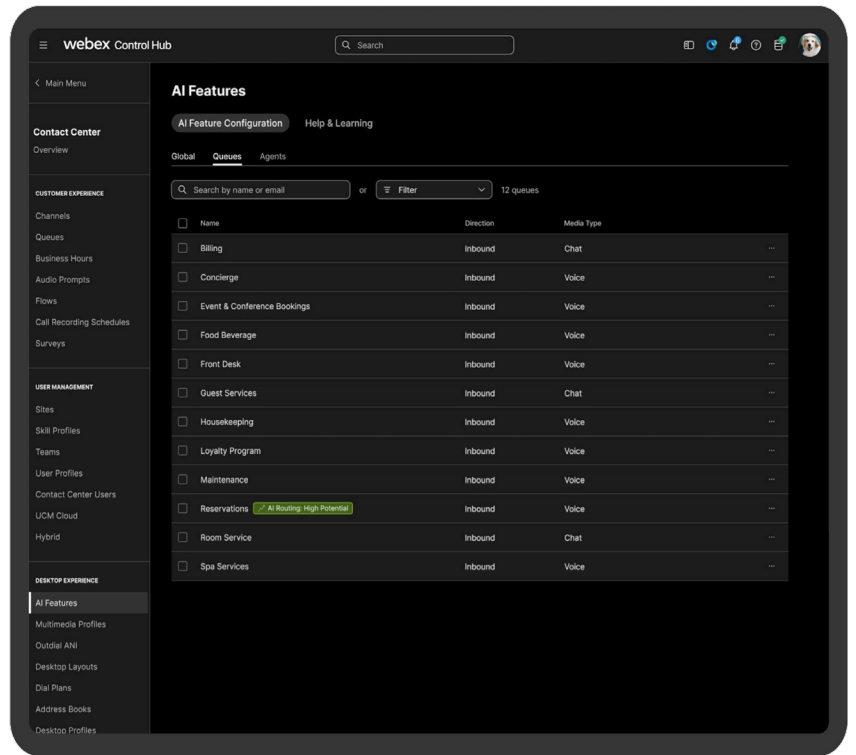 webex Control Hub
Search
Main Menu
Contact Center
Overview
CUSTOMER EXPERIENCE
Channels
Queues
Business Hours
Audio Prompts
Flows
Call Recording Schedules
Surveys
USER MANAGEMENT
Sites
Skill Profiles
Teams
User Profiles
Contact Center Users
UCM Cloud
Hybrid
DESKTOP EXPERIENCE
AI Features
Multimedia Profiles
Outdial ANI
Desktop Layouts
Dial Plans
Address Books
Desktop Profiles
AI Features
AI Feature Configuration Help & Learning
Global Queues Agents
Search by name or email or Filter 12 queues
Name Direction Media Type
Billing Inbound Chat ...
Concierge Inbound Voice ...
Event & Conference Bookings Inbound Voice ...
Food Beverage Inbound Voice ...
Front Desk Inbound Voice ...
Guest Services Inbound Chat ...
Housekeeping Inbound Voice ...
Loyalty Program Inbound Voice ...
Maintenance Inbound Voice ...
Reservations AI Routing: High Potential Inbound Voice ...
Room Service Inbound Chat ...
Spa Services Inbound Voice ...